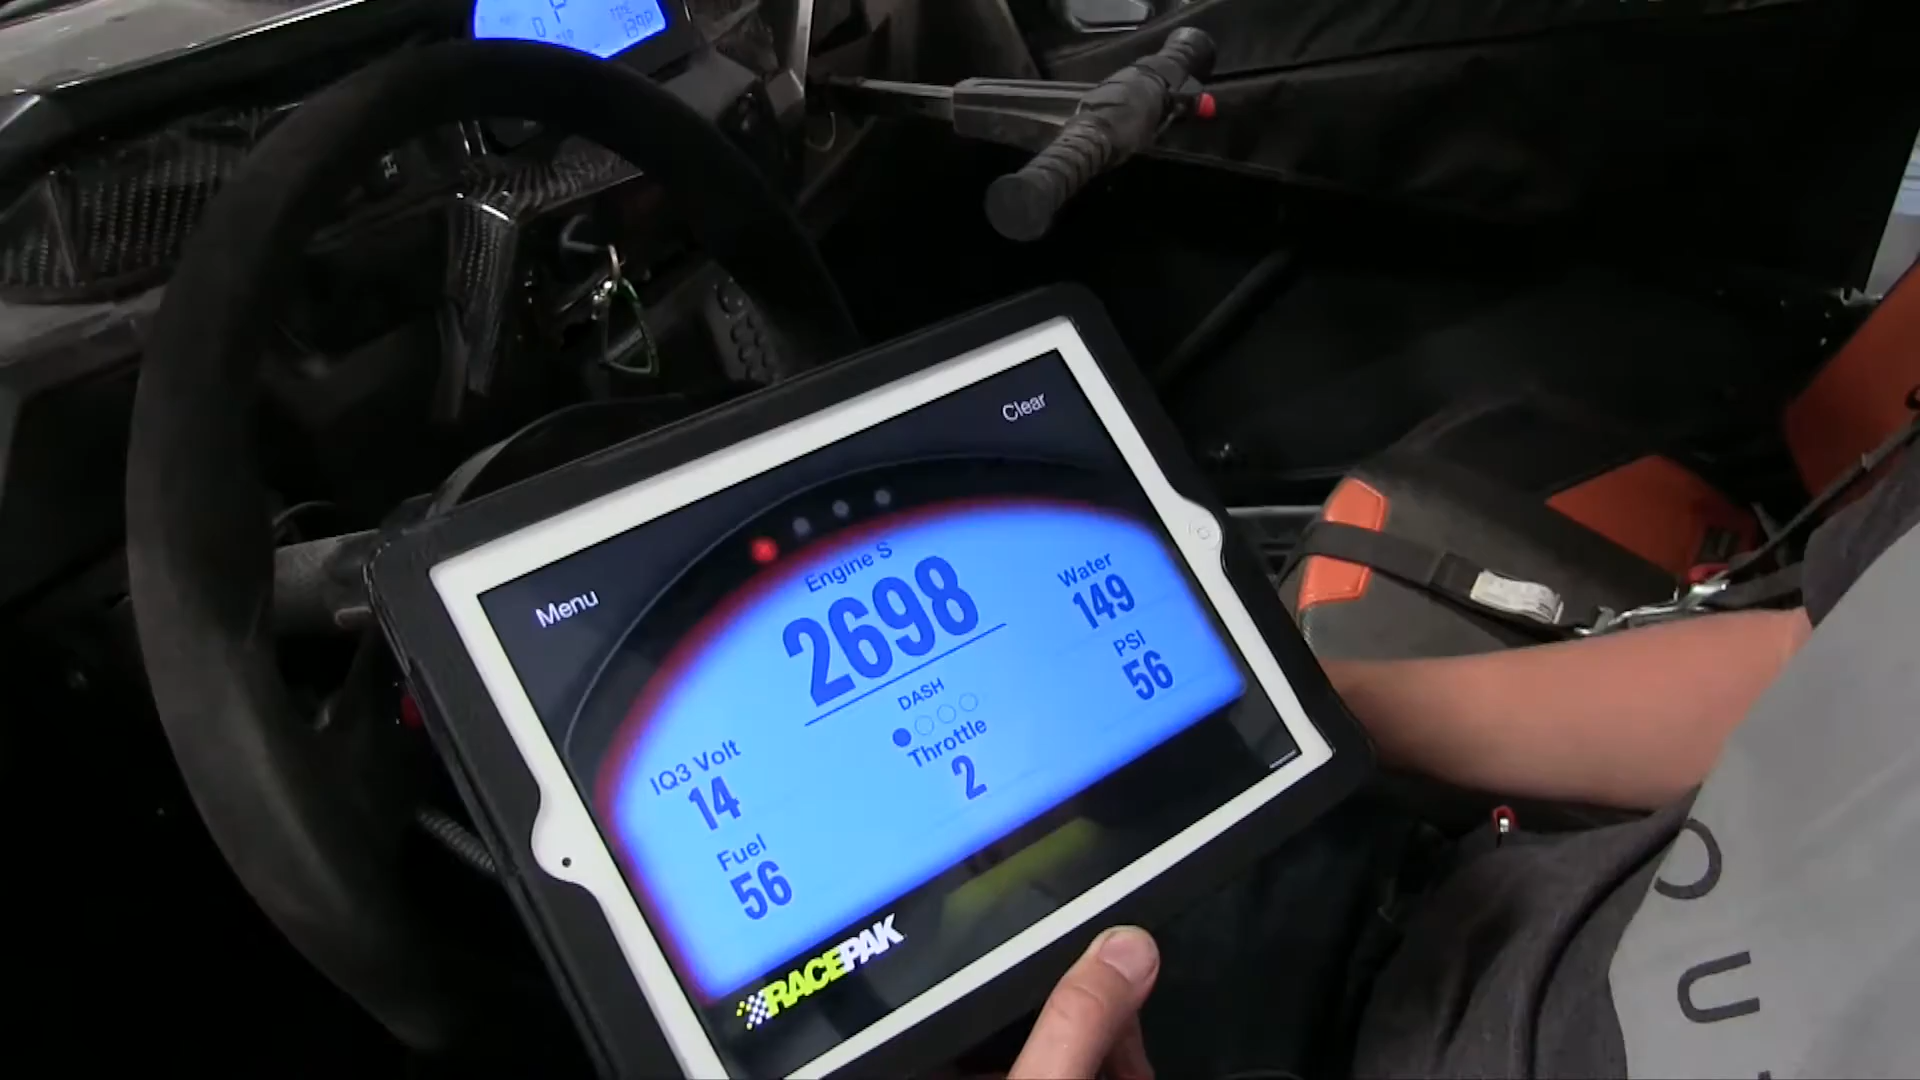 P
Clear
Menu
Engine S
2698
Water
149
PSI
56
DASH
IQ3 Volt
14
Throttle
2
Fuel
56
RACEPAK